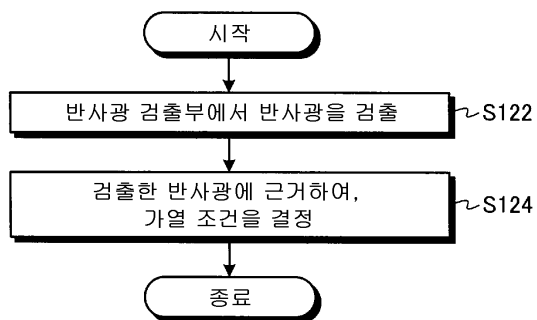 시작
반사광 검출부에서 반사광을 검출
S122
검출한 반사광에 근거하여,
가열 조건을 결정
S124
종료